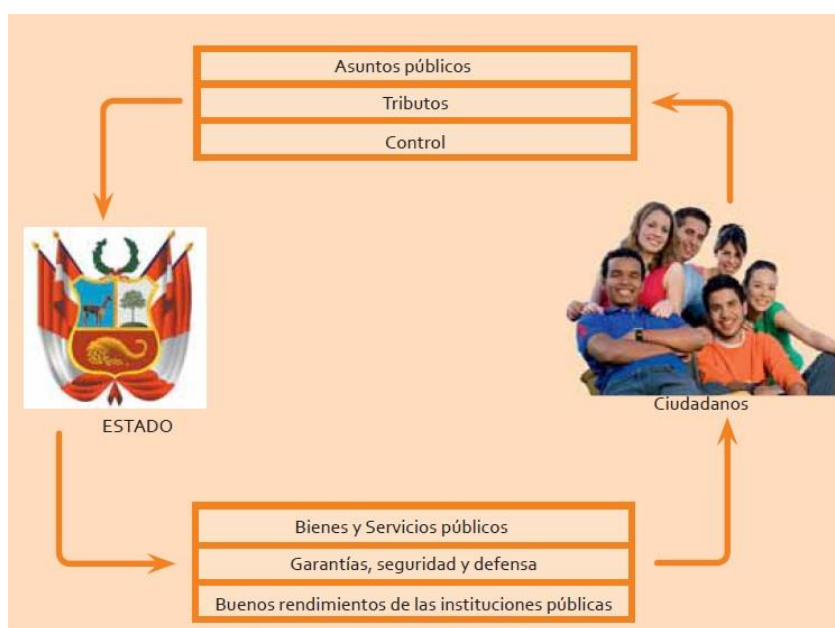 Asuntos públicos
Tributos
Control
ESTADO
Ciudadanos
Bienes y Servicios públicos
Garantías, seguridad y defensa
Buenos rendimientos de las instituciones públicas